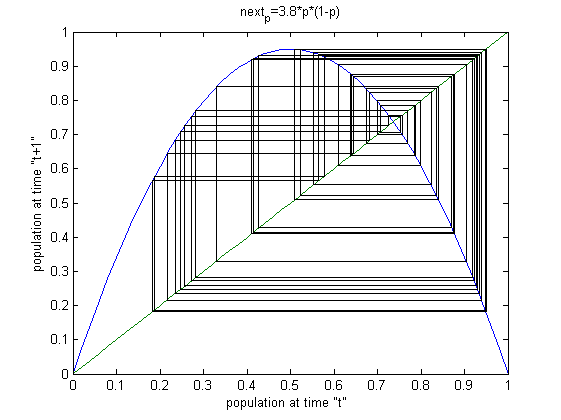 next_p=3.8*p*(1-p)
1
0.9
0.8
0.7
0.6
0.5
0.4
0.3
0.2
0.1
0
population at time "t+1"
0 0.1 0.2 0.3 0.4 0.5 0.6 0.7 0.8 0.9 1
population at time "t"